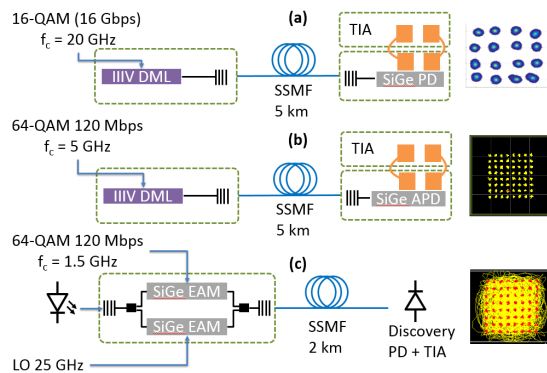 16-QAM (16 Gbps)
fc = 20 GHz
(a)
TIA
IIIV DML
SiGe PD
SSMF
5 km
64-QAM 120 Mbps
fc = 5 GHz
(b)
TIA
IIIV DML
SiGe APD
SSMF
5 km
64-QAM 120 Mbps
fc = 1.5 GHz
(c)
SiGe EAM
SiGe EAM
SSMF
2 km
Discovery
PD + TIA
LO 25 GHz